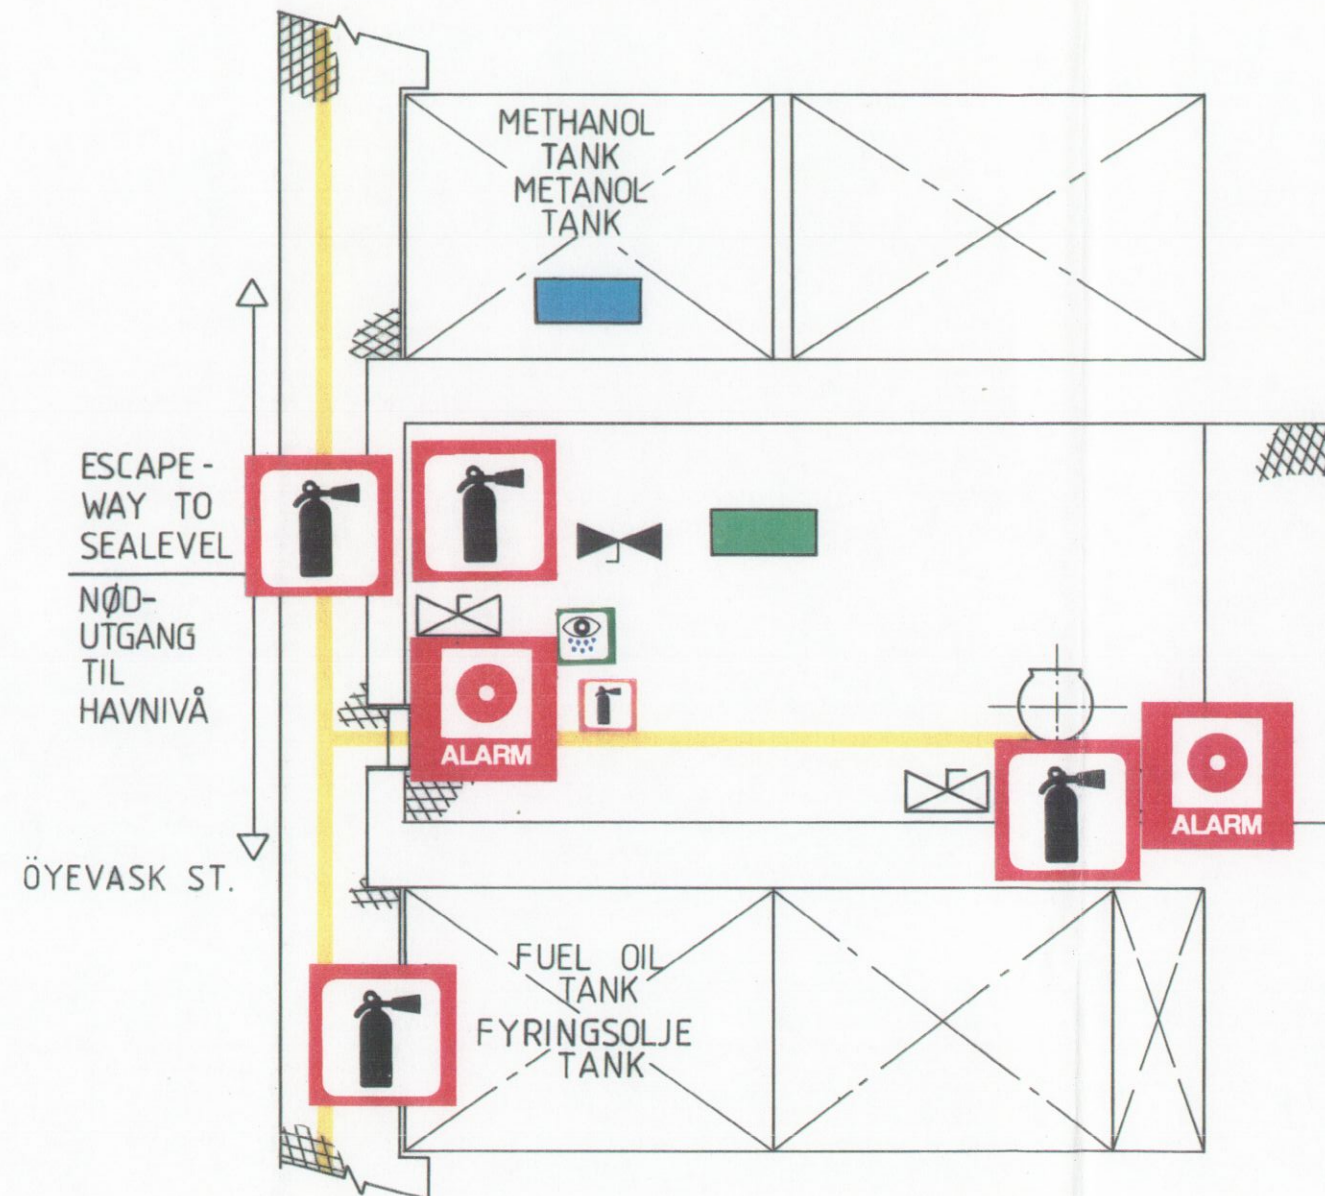 METHANOL
TANK
METANOL
TANK
ESCAPE-
WAY TO
SEALEVEL
NØD-
UTGANG
TIL
HAVNIVÅ
ALARM
ALARM
ÖYEVASK ST.
FUEL OIL
TANK
FYRINGSOLJE
TANK